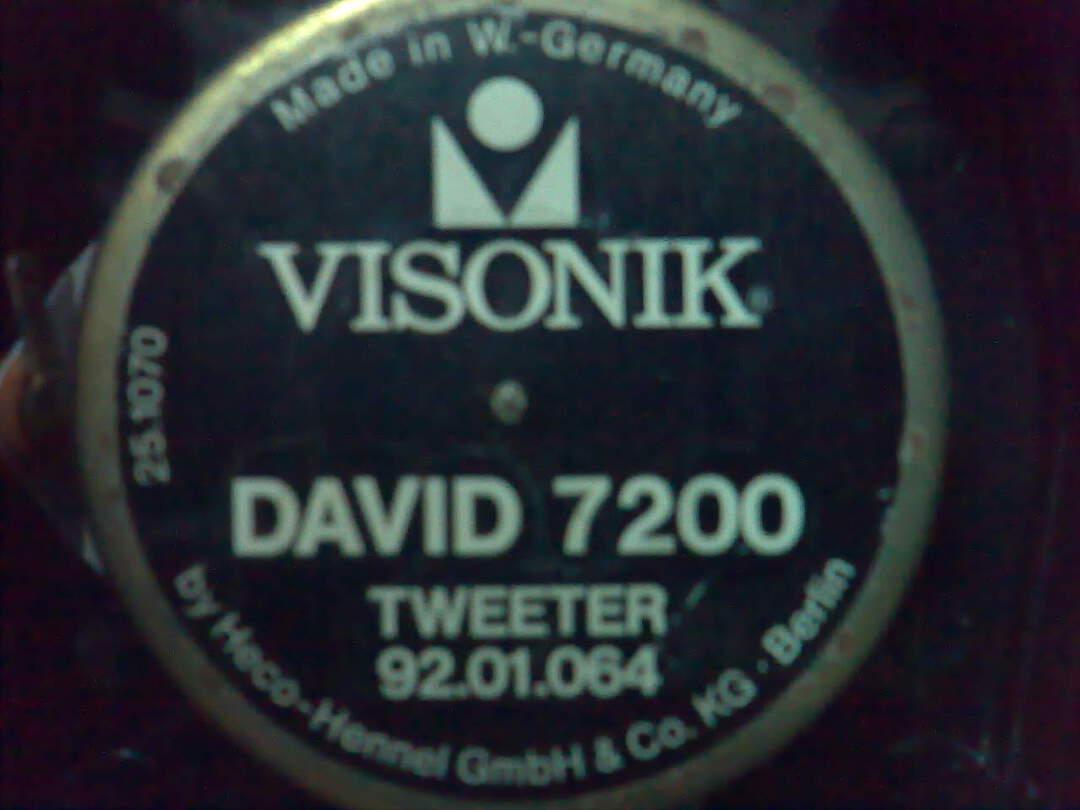 Made in W.-Germany
VISONIK
25.1070
DAVID 7200
TWEETER
92.01.064
by Heco-Hennel GmbH & Co. KG · Berlin